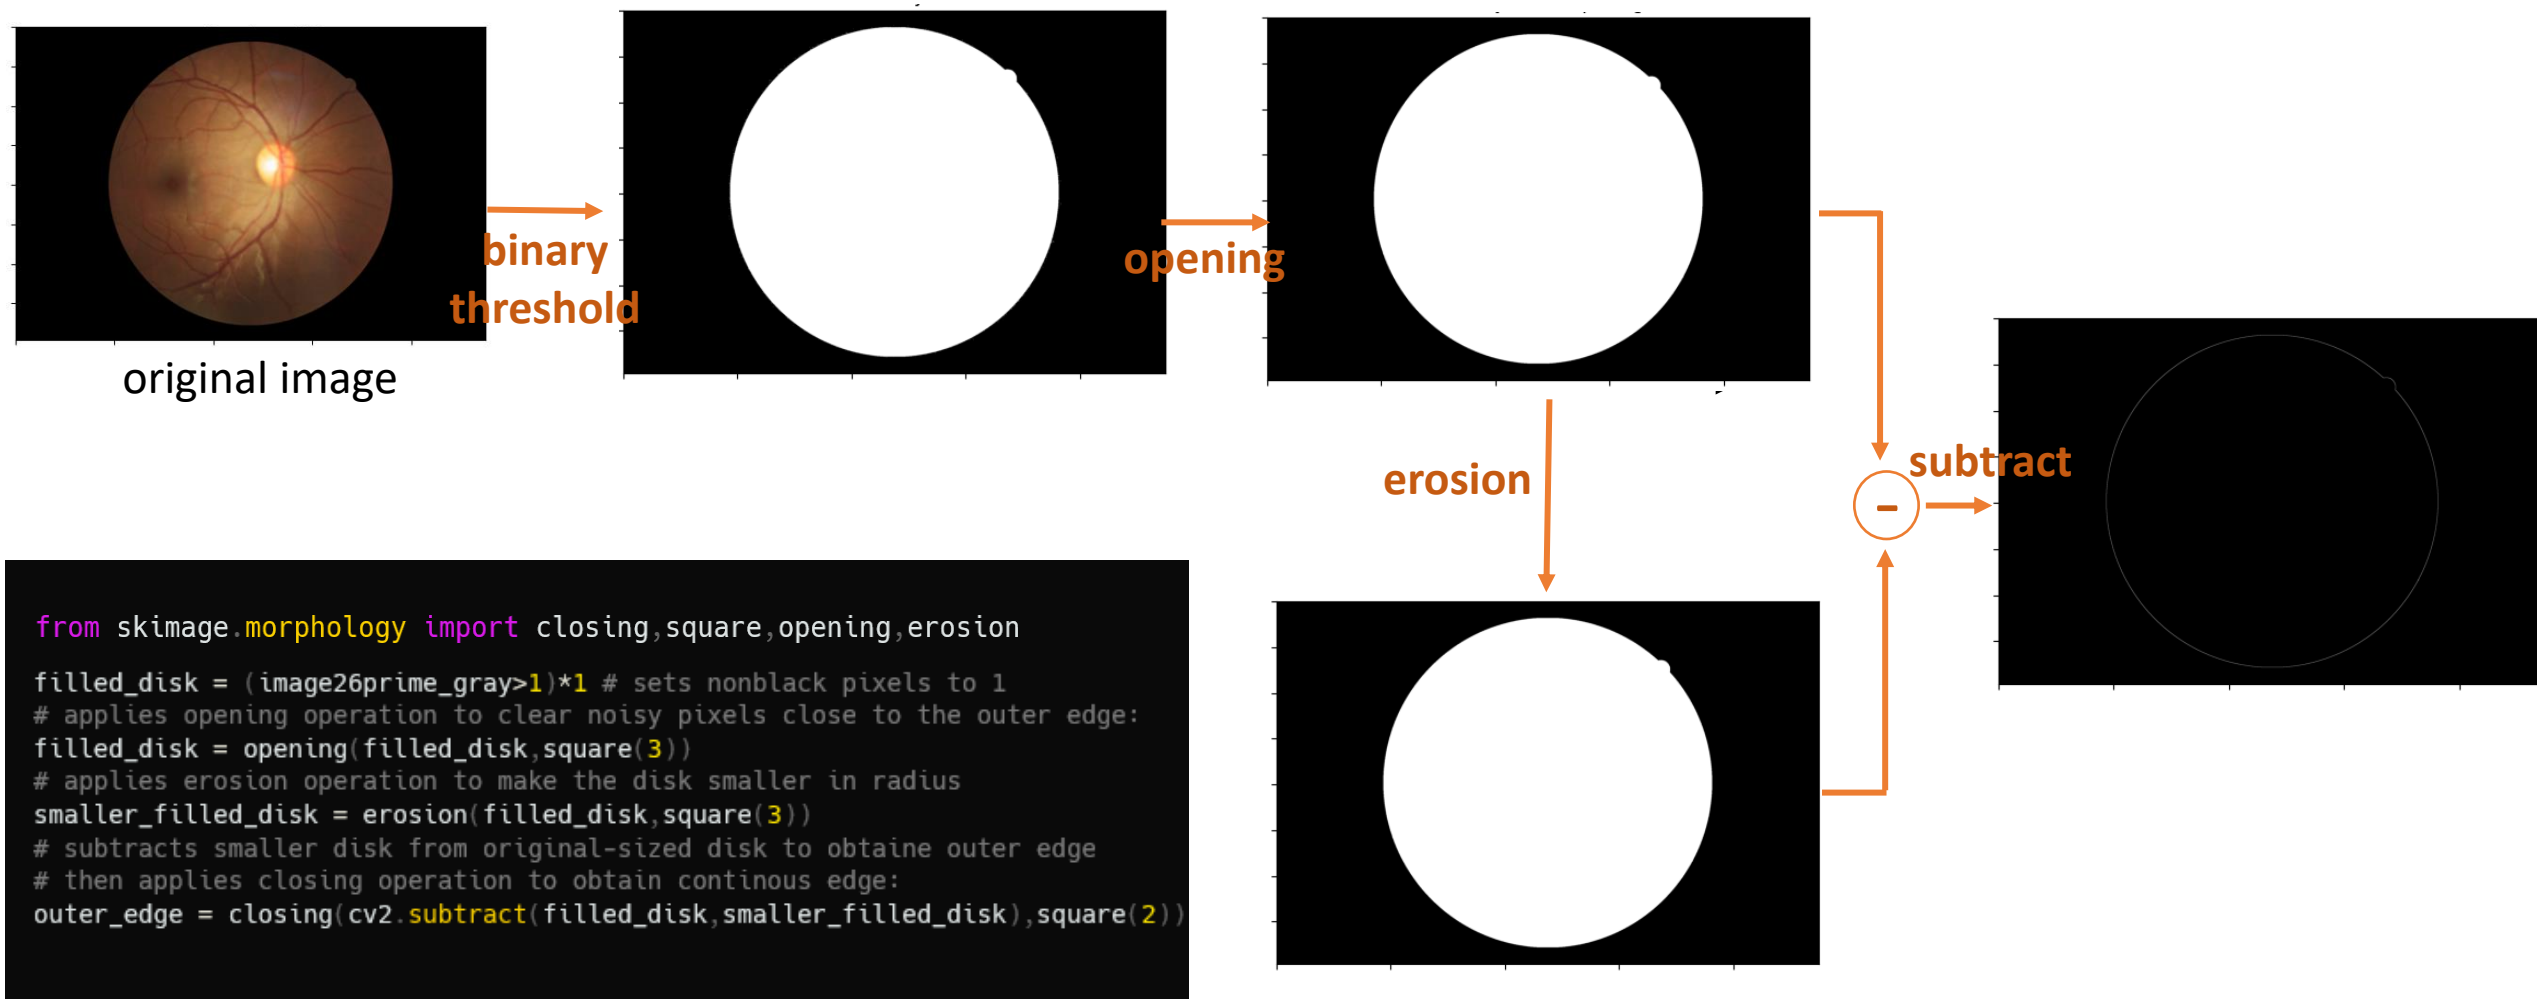 original image
binary
threshold
opening
erosion
subtract
-
from skimage.morphology import closing,square,opening,erosion
filled_disk = (image26prime_gray>1)*1 # sets nonblack pixels to 1
# applies opening operation to clear noisy pixels close to the outer edge:
filled_disk = opening(filled_disk,square(3))
# applies erosion operation to make the disk smaller in radius
smaller_filled_disk = erosion(filled_disk,square(3))
# subtracts smaller disk from original-sized disk to obtaine outer edge
# then applies closing operation to obtain continous edge:
outer_edge = closing(cv2.subtract(filled_disk,smaller_filled_disk),square(2))